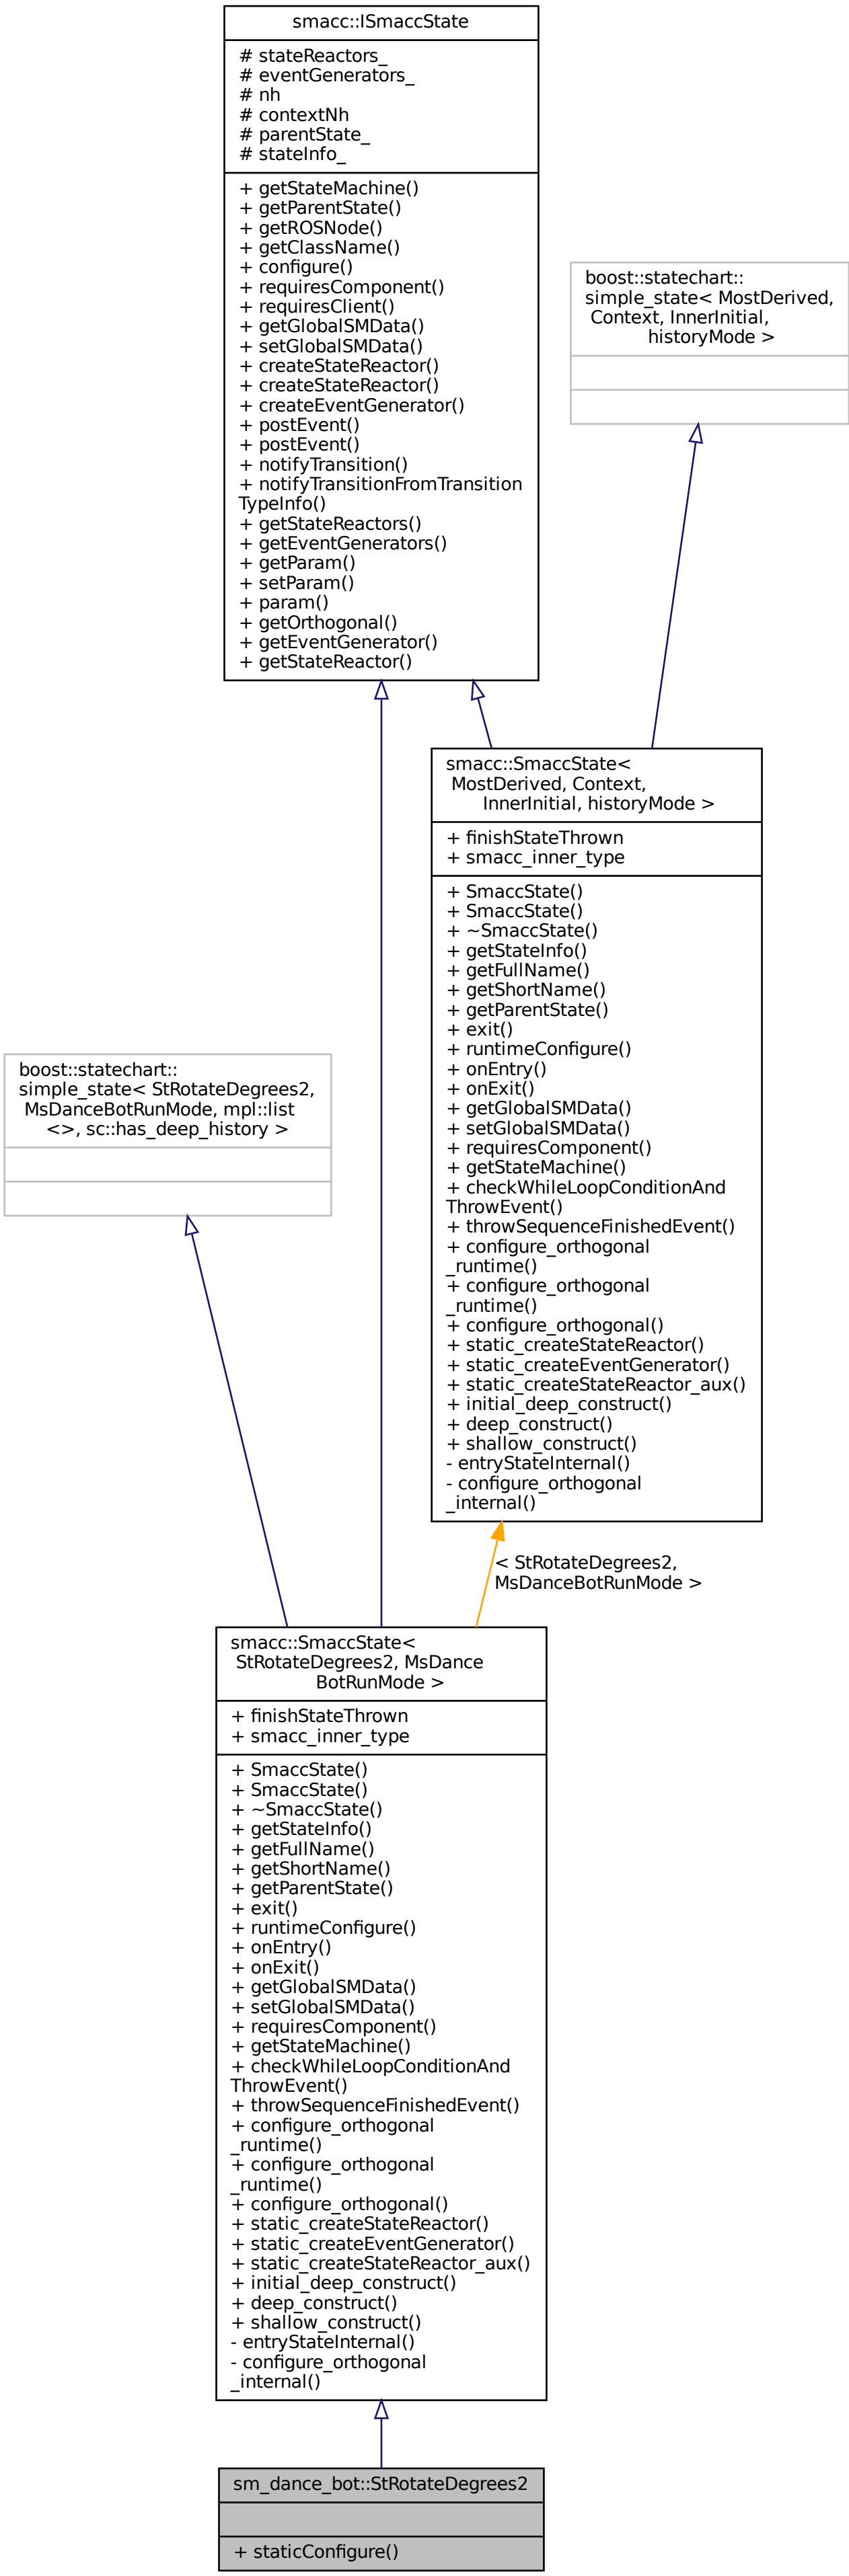 smacc::ISmaccState
# stateReactors_
# eventGenerators_
# nh
# contextNh
# parentState_
# stateInfo_
+ getStateMachine()
+ getParentState()
+ getROSNode()
+ getClassName()
+ configure()
+ requiresComponent()
+ requiresClient()
+ getGlobalSMData()
+ setGlobalSMData()
+ createStateReactor()
+ createStateReactor()
+ createEventGenerator()
+ postEvent()
+ postEvent()
+ notifyTransition()
+ notifyTransitionFromTransition
TypeInfo()
+ getStateReactors()
+ getEventGenerators()
+ getParam()
+ setParam()
+ param()
+ getOrthogonal()
+ getEventGenerator()
+ getStateReactor()
boost::statechart::
simple_state< MostDerived,
Context, InnerInitial,
historyMode >
smacc::SmaccState<
MostDerived, Context,
InnerInitial, historyMode >
+ finishStateThrown
+ smacc_inner_type
+ SmaccState()
+ SmaccState()
+ ~SmaccState()
+ getStateInfo()
+ getFullName()
+ getShortName()
+ getParentState()
+ exit()
+ runtimeConfigure()
+ onEntry()
+ onExit()
+ getGlobalSMData()
+ setGlobalSMData()
+ requiresComponent()
+ getStateMachine()
+ checkWhileLoopConditionAnd
ThrowEvent()
+ throwSequenceFinishedEvent()
+ configure_orthogonal
_runtime()
+ configure_orthogonal
_runtime()
+ configure_orthogonal()
+ static_createStateReactor()
+ static_createEventGenerator()
+ static_createStateReactor_aux()
+ initial_deep_construct()
+ deep_construct()
+ shallow_construct()
- entryStateInternal()
- configure_orthogonal
_internal()
boost::statechart::
simple_state< StRotateDegrees2,
MsDanceBotRunMode, mpl::list
<>, sc::has_deep_history >
< StRotateDegrees2,
MsDanceBotRunMode >
smacc::SmaccState<
StRotateDegrees2, MsDance
BotRunMode >
+ finishStateThrown
+ smacc_inner_type
+ SmaccState()
+ SmaccState()
+ ~SmaccState()
+ getStateInfo()
+ getFullName()
+ getShortName()
+ getParentState()
+ exit()
+ runtimeConfigure()
+ onEntry()
+ onExit()
+ getGlobalSMData()
+ setGlobalSMData()
+ requiresComponent()
+ getStateMachine()
+ checkWhileLoopConditionAnd
ThrowEvent()
+ throwSequenceFinishedEvent()
+ configure_orthogonal
_runtime()
+ configure_orthogonal
_runtime()
+ configure_orthogonal()
+ static_createStateReactor()
+ static_createEventGenerator()
+ static_createStateReactor_aux()
+ initial_deep_construct()
+ deep_construct()
+ shallow_construct()
- entryStateInternal()
- configure_orthogonal
_internal()
sm_dance_bot::StRotateDegrees2
+ staticConfigure()